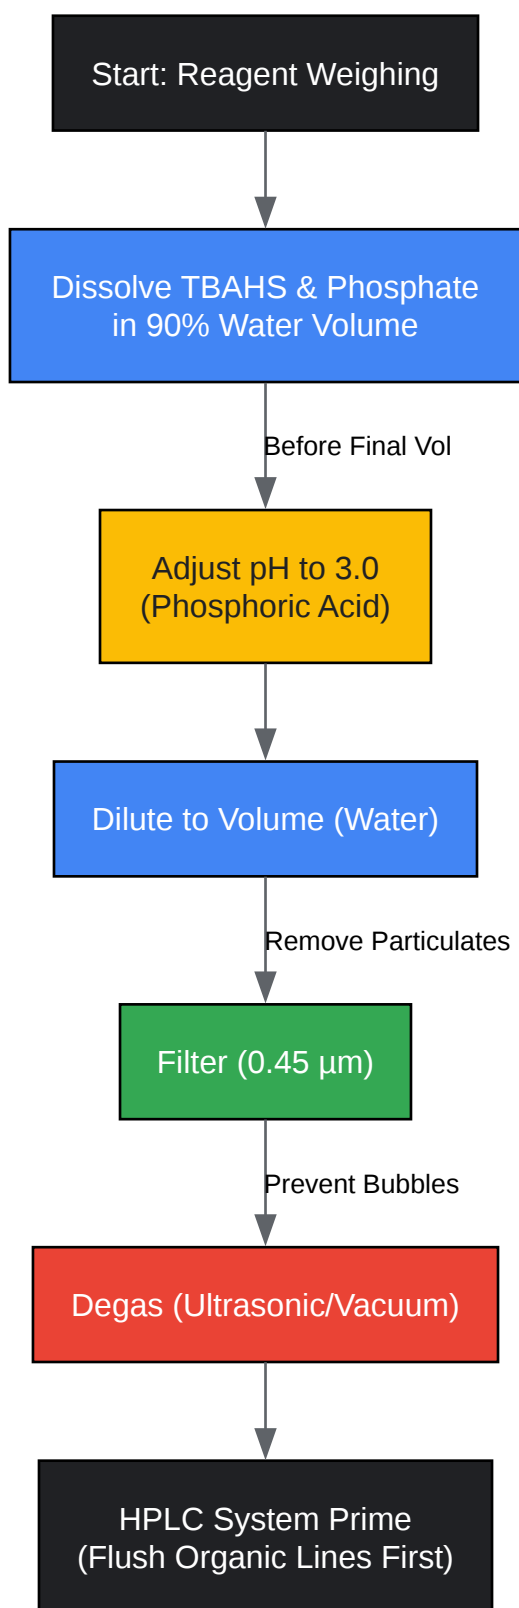 Start: Reagent Weighing
Dissolve TBAHS & Phosphate
in 90% Water Volume
Before Final Vol
Adjust pH to 3.0
(Phosphoric Acid)
Dilute to Volume (Water)
Remove Particulates
Filter (0.45 µm)
Prevent Bubbles
Degas (Ultrasonic/Vacuum)
HPLC System Prime
(Flush Organic Lines First)